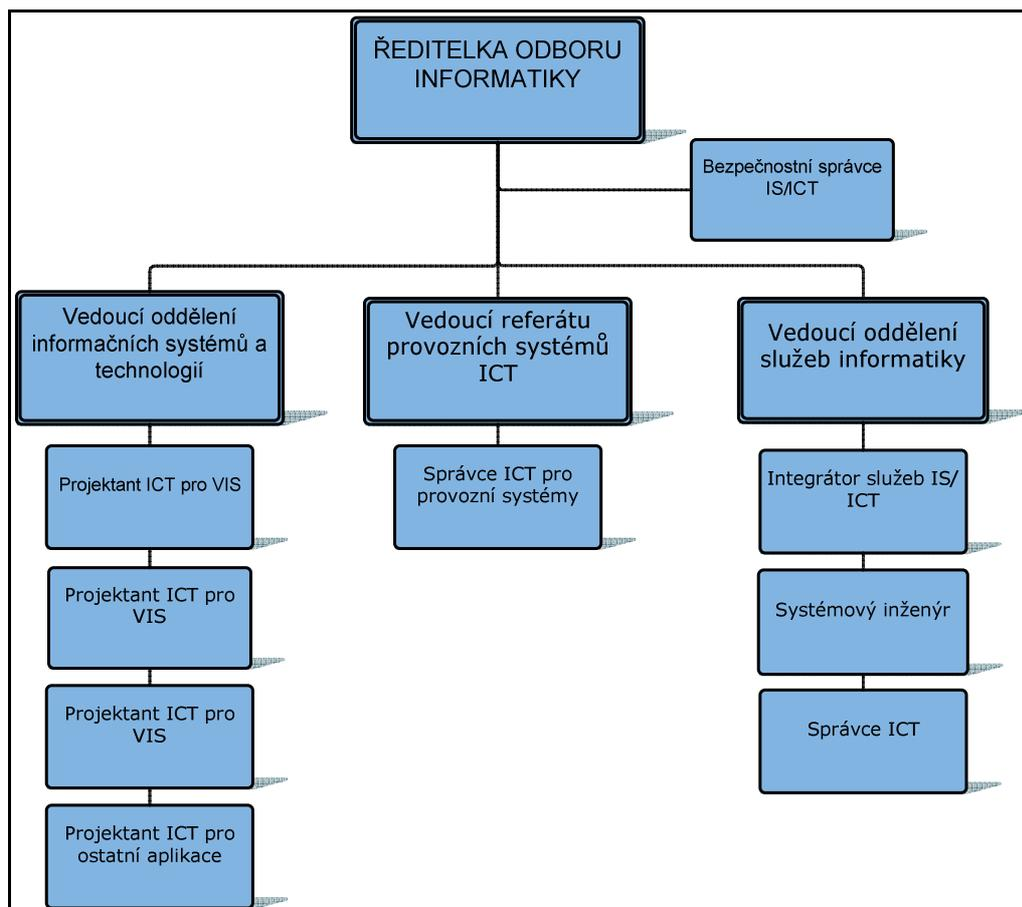 ŘEDITELKA ODBORU
INFORMATIKY
Bezpečnostní správce
IS/ICT
Vedoucí oddělení
informačních systémů a
technologií
Vedoucí referátu
provozních systémů
ICT
Vedoucí oddělení
služeb informatiky
Projektant ICT pro VIS
Projektant ICT pro
VIS
Projektant ICT pro
VIS
Projektant ICT pro
ostatní aplikace
Správce ICT pro
provozní systémy
Integrátor služeb IS/
ICT
Systémový inženýr
Správce ICT